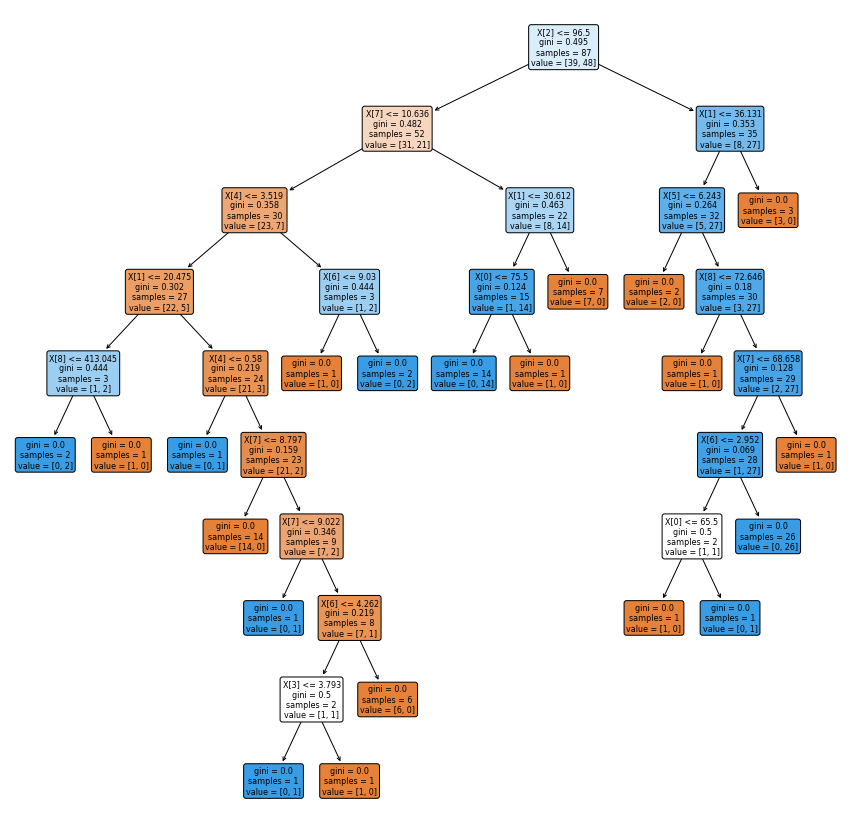 X[2] <= 96.5
gini = 0.495
samples = 87
value = [39, 48]
X[7] <= 10.636
gini = 0.482
samples = 52
value = [31, 21]
X[1] <= 36.131
gini = 0.353
samples = 35
value = [8, 27]
X[4] <= 3.519
gini = 0.358
samples = 30
value = [23, 7]
X[1] <= 30.612
gini = 0.463
samples = 22
value = [8, 14]
X[5] <= 6.243
gini = 0.264
samples = 32
value = [5, 27]
gini = 0.0
samples = 3
value = [3, 0]
X[1] <= 20.475
gini = 0.302
samples = 27
value = [22, 5]
X[6] <= 9.03
gini = 0.444
samples = 3
value = [1, 2]
X[0] <= 75.5
gini = 0.124
samples = 15
value = [1, 14]
gini = 0.0
samples = 7
value = [7, 0]
gini = 0.0
samples = 2
value = [2, 0]
X[8] <= 72.646
gini = 0.18
samples = 30
value = [3, 27]
X[8] <= 413.045
gini = 0.444
samples = 3
value = [1, 2]
X[4] <= 0.58
gini = 0.219
samples = 24
value = [21, 3]
gini = 0.0
samples = 1
value = [1, 0]
gini = 0.0
samples = 2
value = [0, 2]
gini = 0.0
samples = 14
value = [0, 14]
gini = 0.0
samples = 1
value = [1, 0]
gini = 0.0
samples = 1
value = [1, 0]
X[7] <= 68.658
gini = 0.128
samples = 29
value = [2, 27]
gini = 0.0
samples = 2
value = [0, 2]
gini = 0.0
samples = 1
value = [1, 0]
gini = 0.0
samples = 1
value = [0, 1]
X[7] <= 8.797
gini = 0.159
samples = 23
value = [21, 2]
X[6] <= 2.952
gini = 0.069
samples = 28
value = [1, 27]
gini = 0.0
samples = 1
value = [1, 0]
gini = 0.0
samples = 14
value = [14, 0]
X[7] <= 9.022
gini = 0.346
samples = 9
value = [7, 2]
X[0] <= 65.5
gini = 0.5
samples = 2
value = [1, 1]
gini = 0.0
samples = 26
value = [0, 26]
gini = 0.0
samples = 1
value = [0, 1]
X[6] <= 4.262
gini = 0.219
samples = 8
value = [7, 1]
gini = 0.0
samples = 1
value = [1, 0]
gini = 0.0
samples = 1
value = [0, 1]
X[3] <= 3.793
gini = 0.5
samples = 2
value = [1, 1]
gini = 0.0
samples = 6
value = [6, 0]
gini = 0.0
samples = 1
value = [0, 1]
gini = 0.0
samples = 1
value = [1, 0]